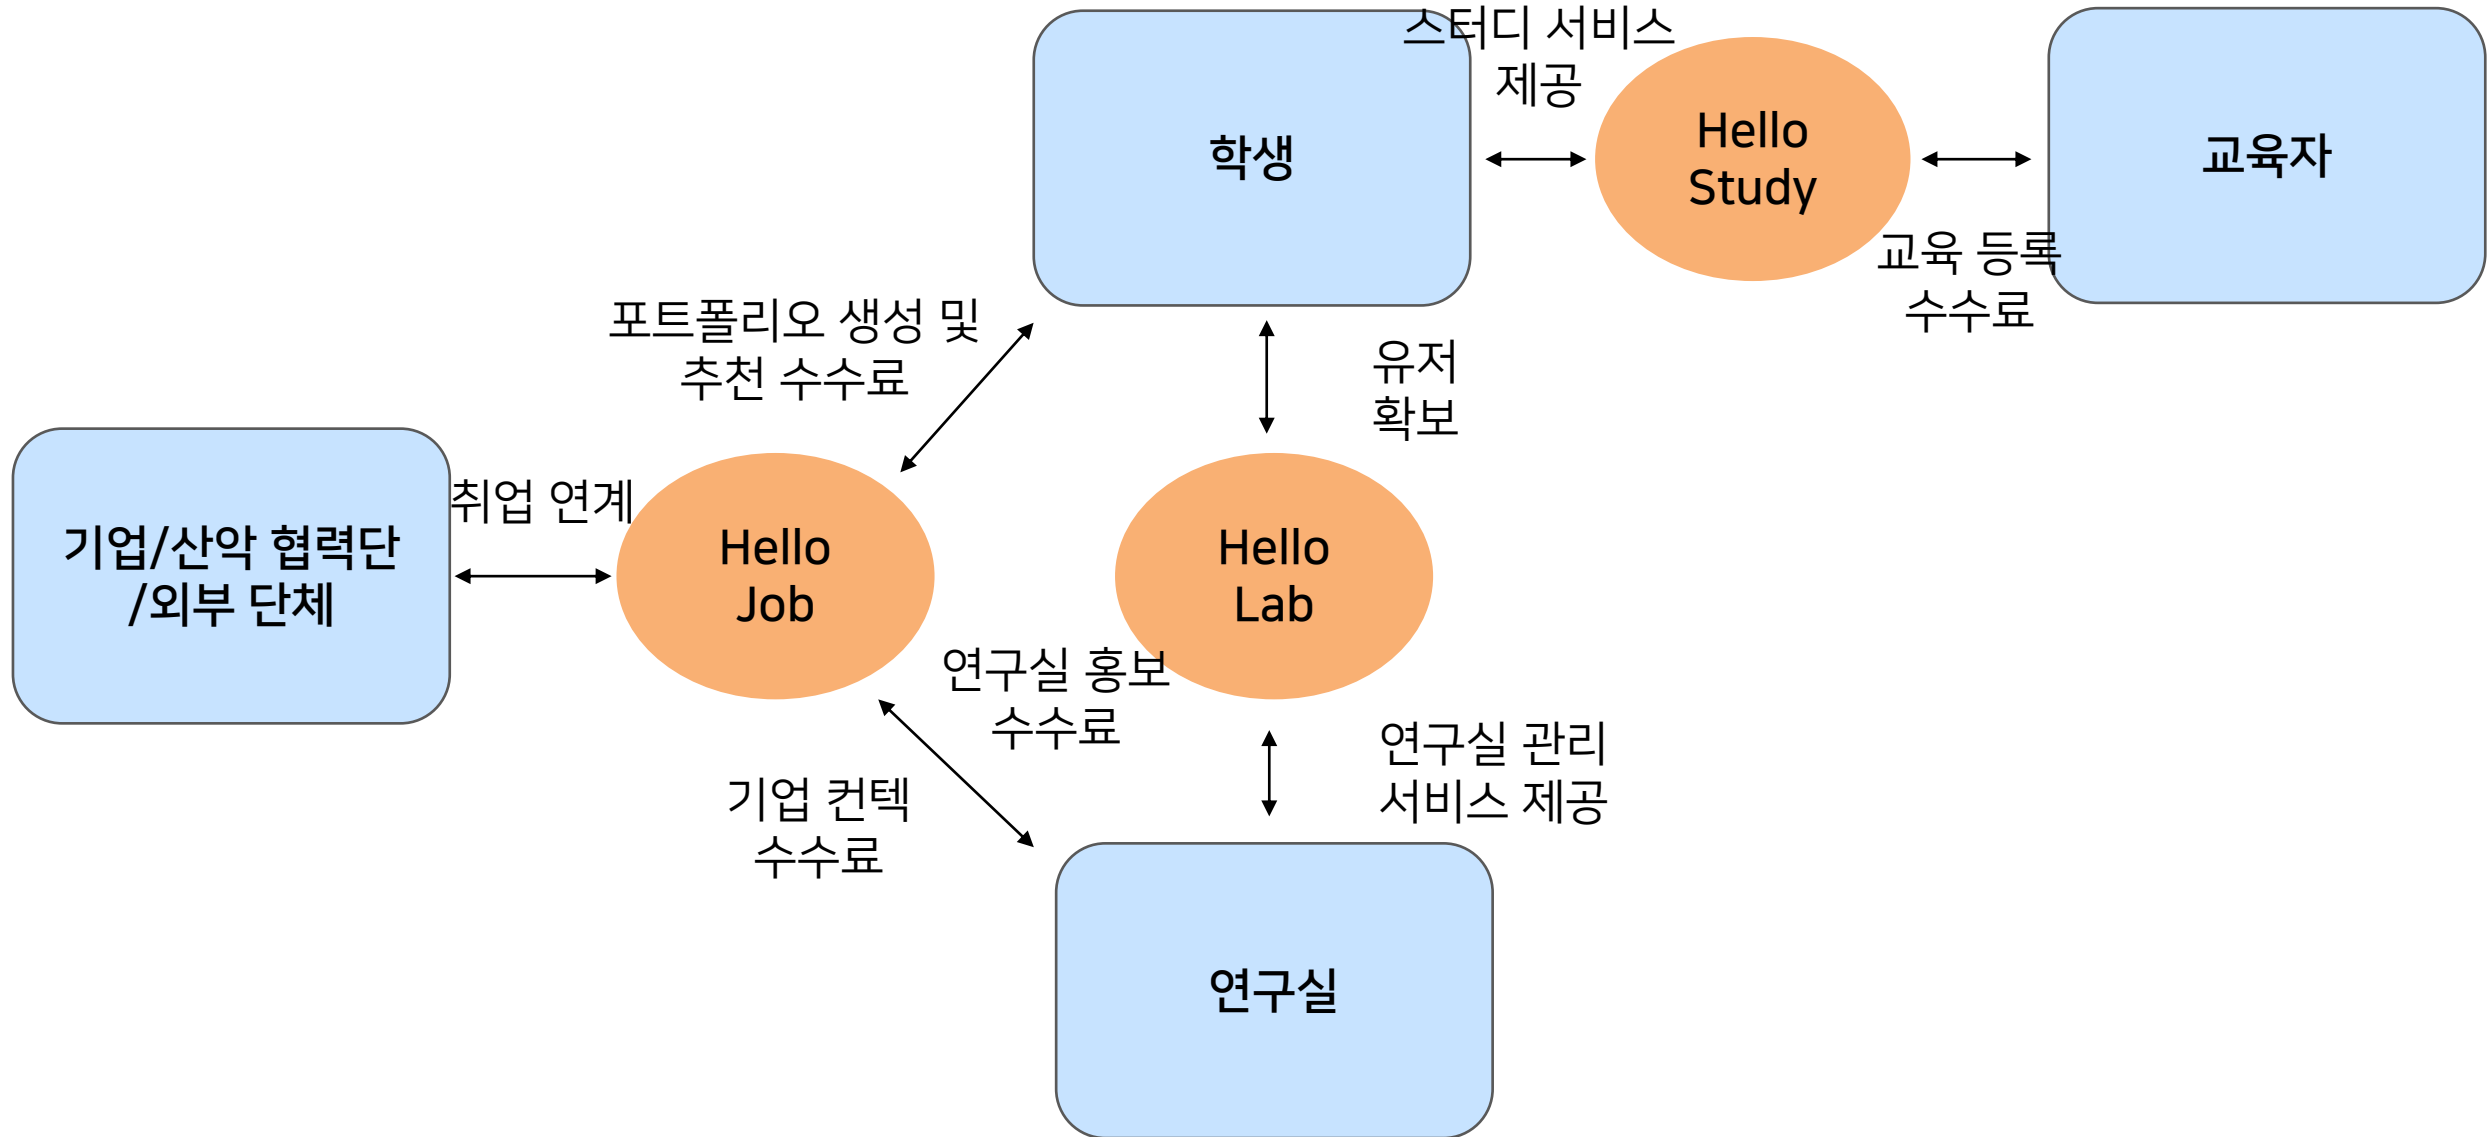 스터디 서비스
제공
학생
Hello
Study
교육자
교육 등록
수수료
포트폴리오 생성 및
추천 수수료
유저
확보
취업 연계
기업/산악 협력단
/외부 단체
Hello
Job
Hello
Lab
연구실 홍보
수수료
연구실 관리
서비스 제공
기업 컨텍
수수료
연구실